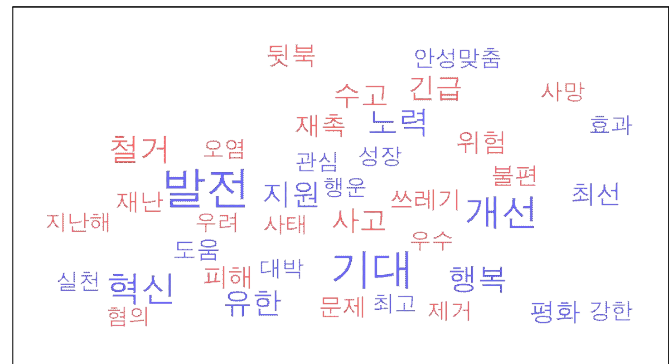 뒷북
안성맞춤
수고
긴급
사망
재촉
노력
효과
철거
오염
위험
관심
성장
불편
발전
지원
행운
최선
재난
쓰레기
개선
지난해
우려
사태
사고
우수
도움
기대
실천
혁신
피해
대박
행복
유한
혐의
문제
최고
제거
평화
강한